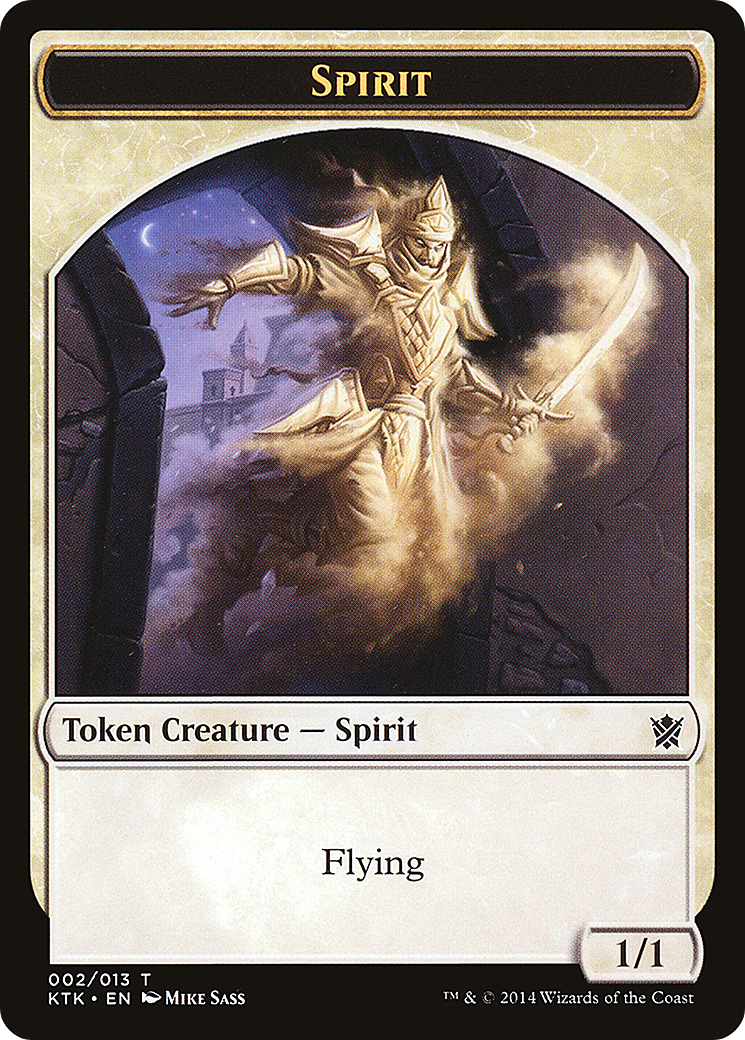 Spirit
Token Creature — Spirit
Flying
1/1
002/013 T
KTK • EN Mike Sass
™ & © 2014 Wizards of the Coast